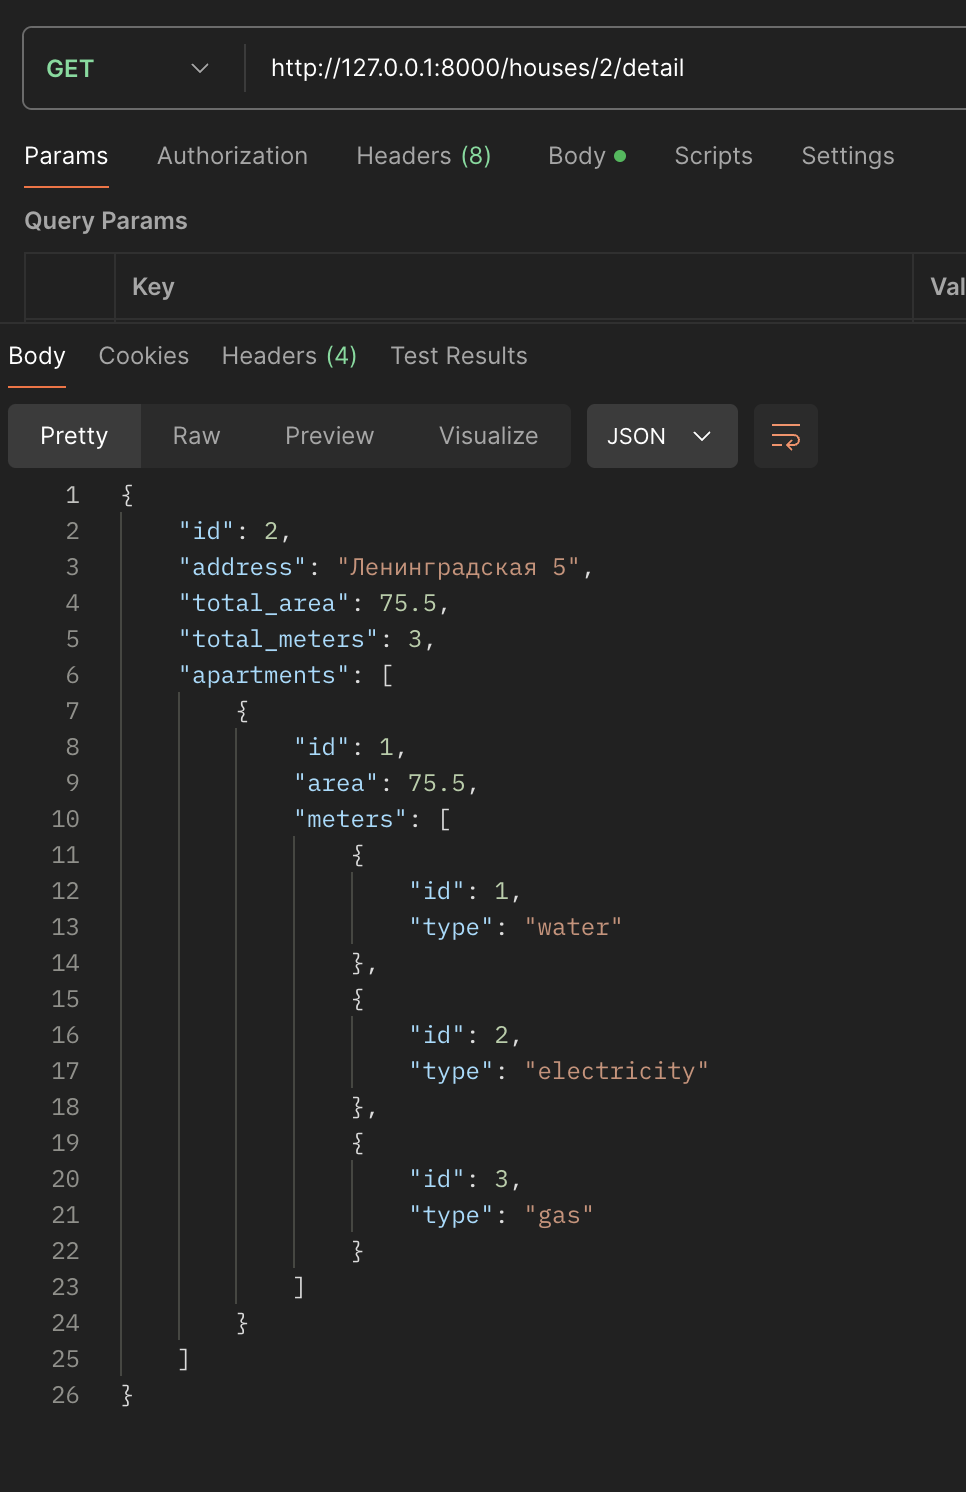 GET http://127.0.0.1:8000/houses/2/detail
Params Authorization Headers (8) Body Scripts Settings
Query Params
Key Val
Body Cookies Headers (4) Test Results
Pretty Raw Preview Visualize JSON
1 {
2 "id": 2,
3 "address": "Ленинградская 5",
4 "total_area": 75.5,
5 "total_meters": 3,
6 "apartments": [
7 {
8 "id": 1,
9 "area": 75.5,
10 "meters": [
11 {
12 "id": 1,
13 "type": "water"
14 },
15 {
16 "id": 2,
17 "type": "electricity"
18 },
19 {
20 "id": 3,
21 "type": "gas"
22 }
23 ]
24 }
25 ]
26 }